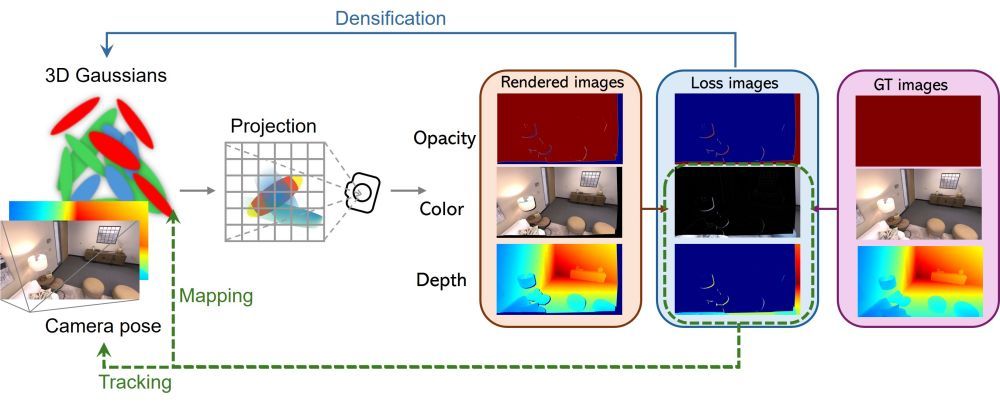 Densification
3D Gaussians
Projection
Rendered images
Loss images
GT images
Opacity
Color
Depth
Mapping
Camera pose
Tracking